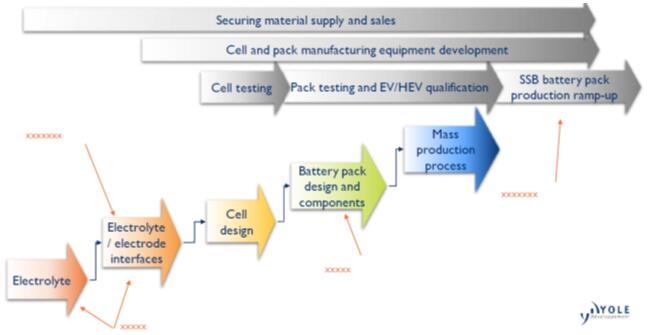 Securing material supply and sales
Cell and pack manufacturing equipment development
Cell testing
Pack testing and EV/HEV qualification
SSB battery pack
production ramp-up
xxxxxxx
Mass
production
process
Battery pack
design and
components
xxxxxxx
Electrolyte
/ electrode
interfaces
Cell
design
Electrolyte
xxxxx
xxxxx
YOLE
Développement